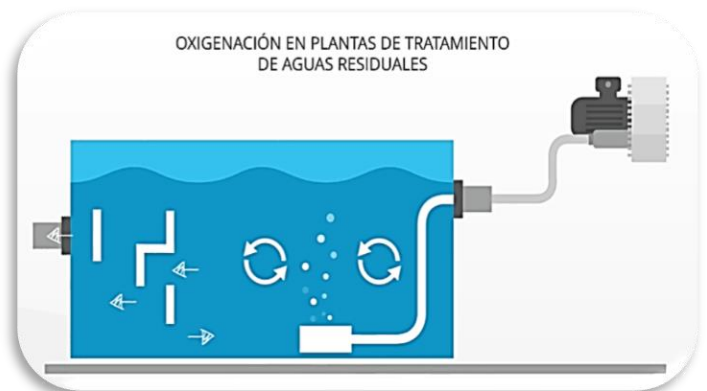 OXIGENACIÓN EN PLANTAS DE TRATAMIENTO
DE AGUAS RESIDUALES